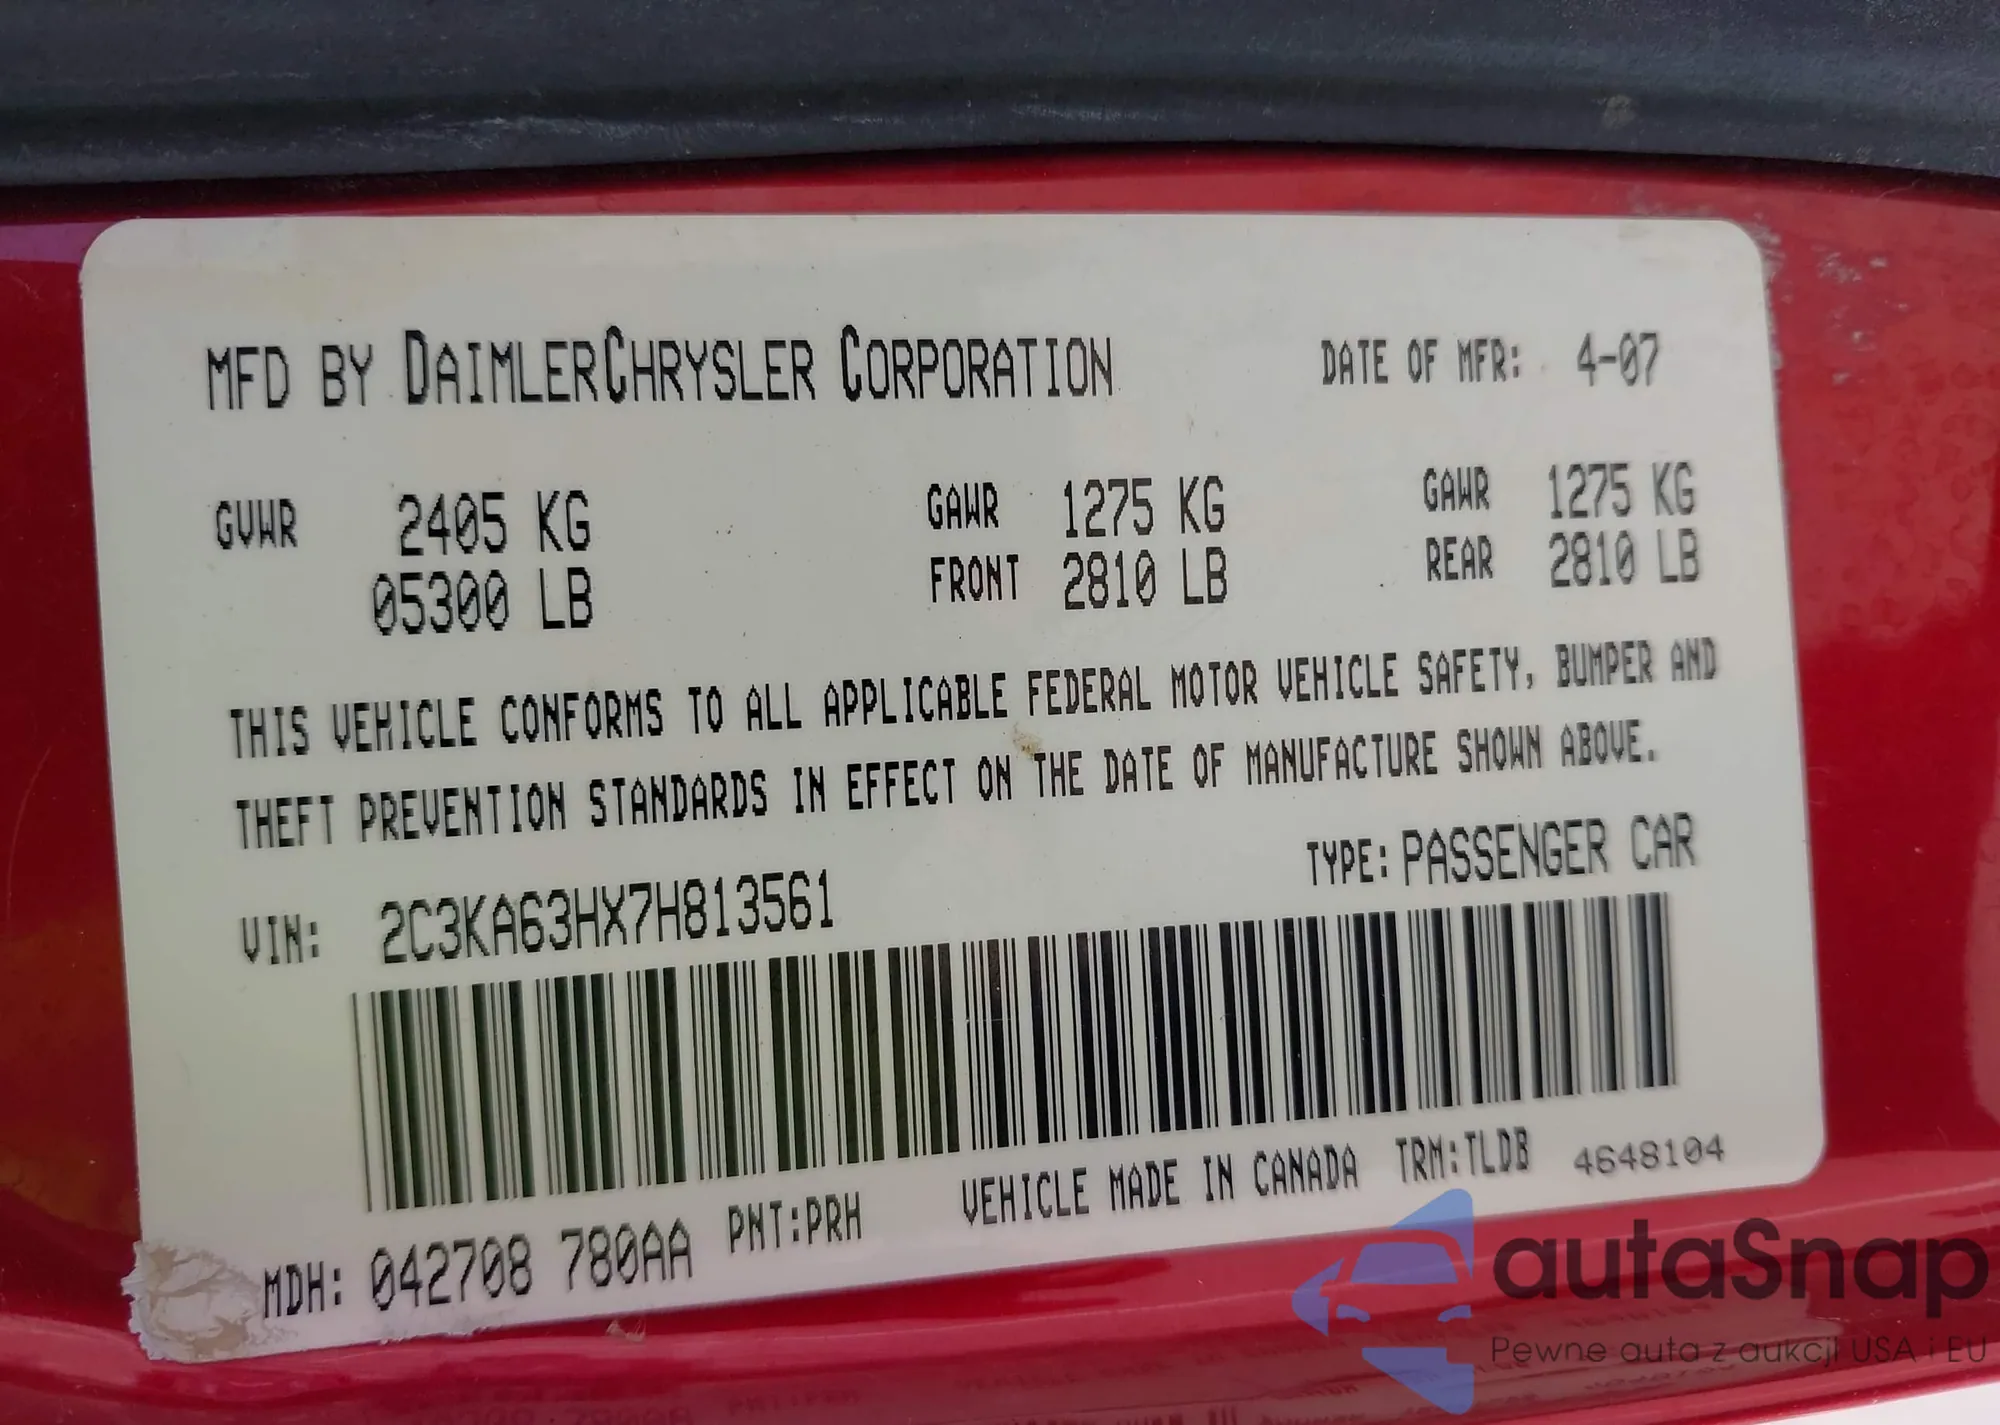 MFD BY DAIMLERCHRYSLER CORPORATION DATE OF MFR: 4-07
GVWR 2405 KG GAWR 1275 KG GAWR 1275 KG
05300 LB FRONT 2810 LB REAR 2810 LB
THIS VEHICLE CONFORMS TO ALL APPLICABLE FEDERAL MOTOR VEHICLE SAFETY, BUMPER AND
THEFT PREVENTION STANDARDS IN EFFECT ON THE DATE OF MANUFACTURE SHOWN ABOVE.
VIN: 2C3KA63HX7H813561 TYPE: PASSENGER CAR
MDH: 042708 780AA PNT:PRH VEHICLE MADE IN CANADA TRM:TLDB 4648104
autaSnap
Pewne auta z aukcji USA i EU